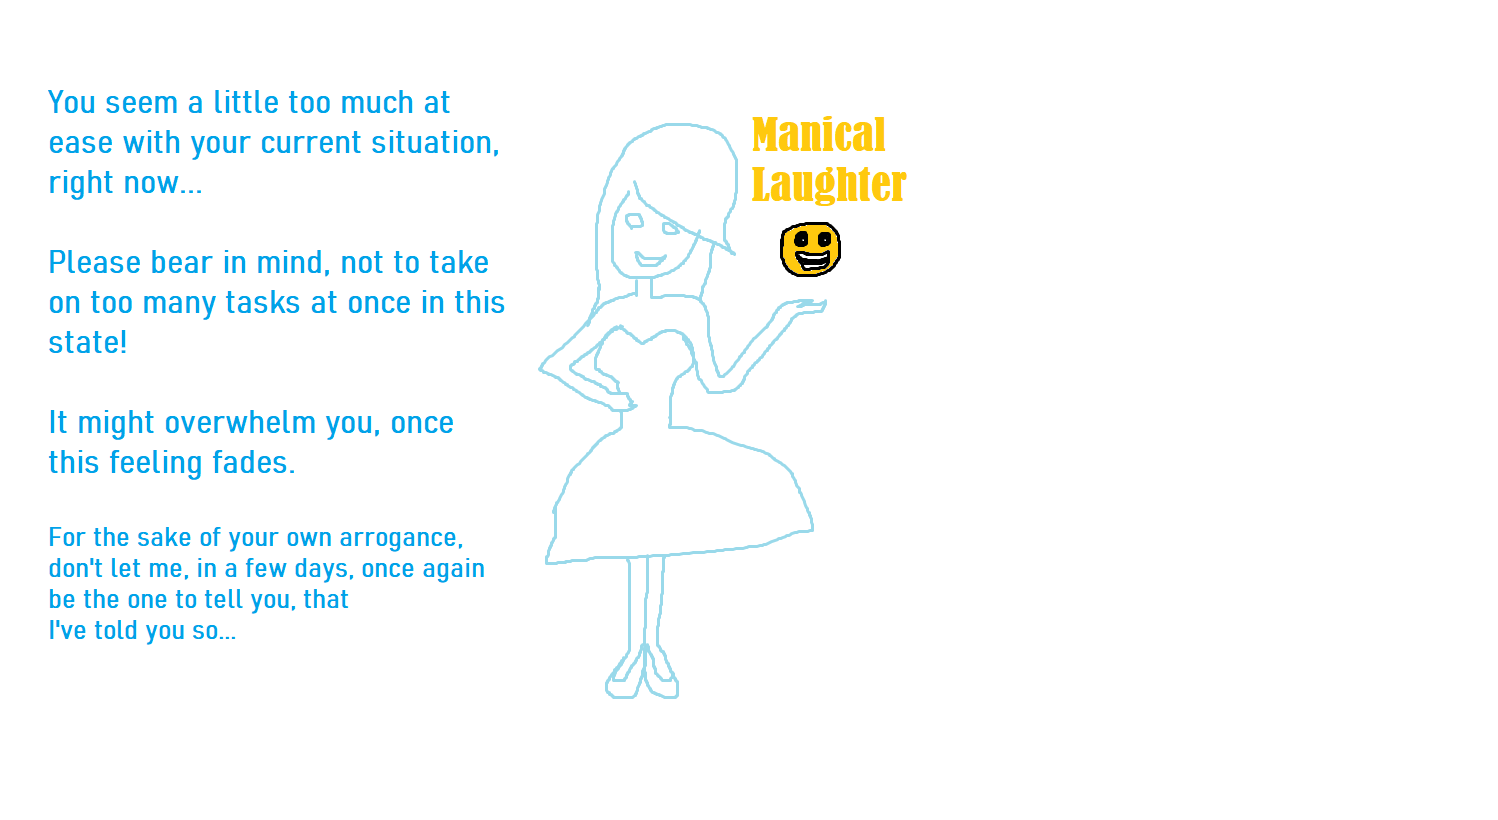 You seem a little too much at
ease with your current situation,
right now...
Please bear in mind, not to take
on too many tasks at once in this
state!
It might overwhelm you, once
this feeling fades.
For the sake of your own arrogance,
don't let me, in a few days, once again
be the one to tell you, that
I've told you so...
Manical
Laughter